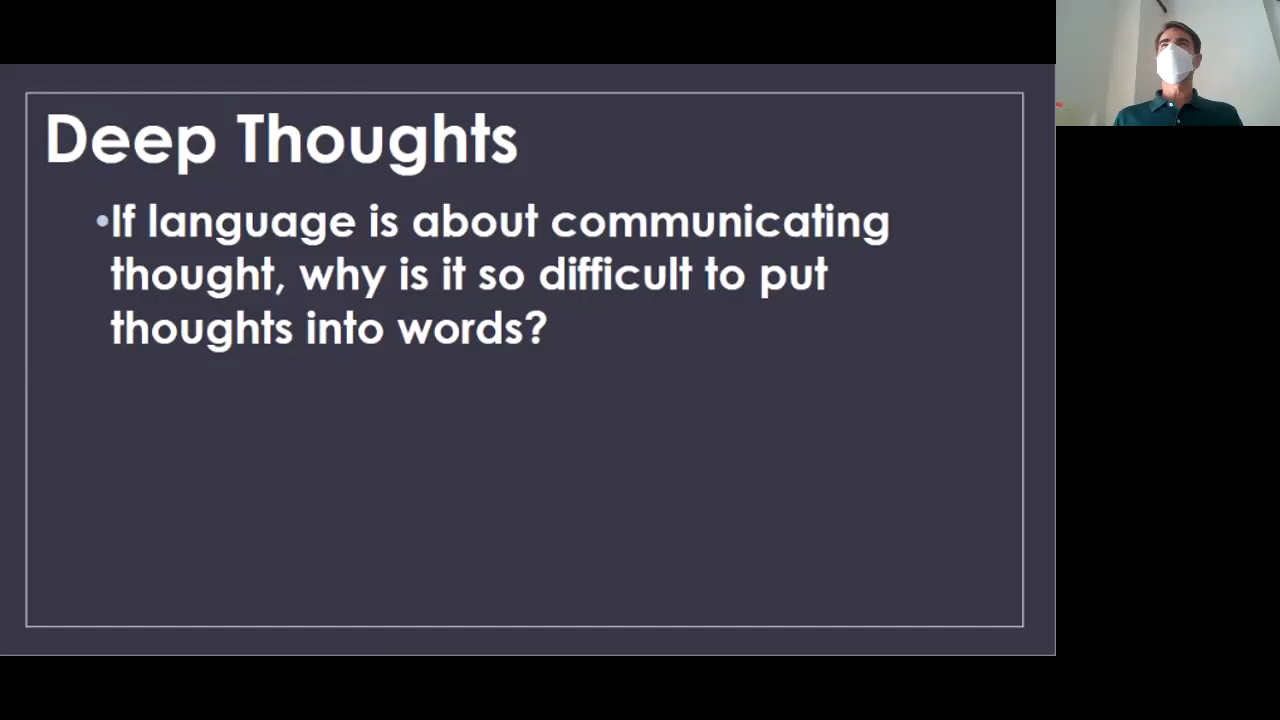 Deep Thoughts
•If language is about communicating
thought, why is it so difficult to put
thoughts into words?